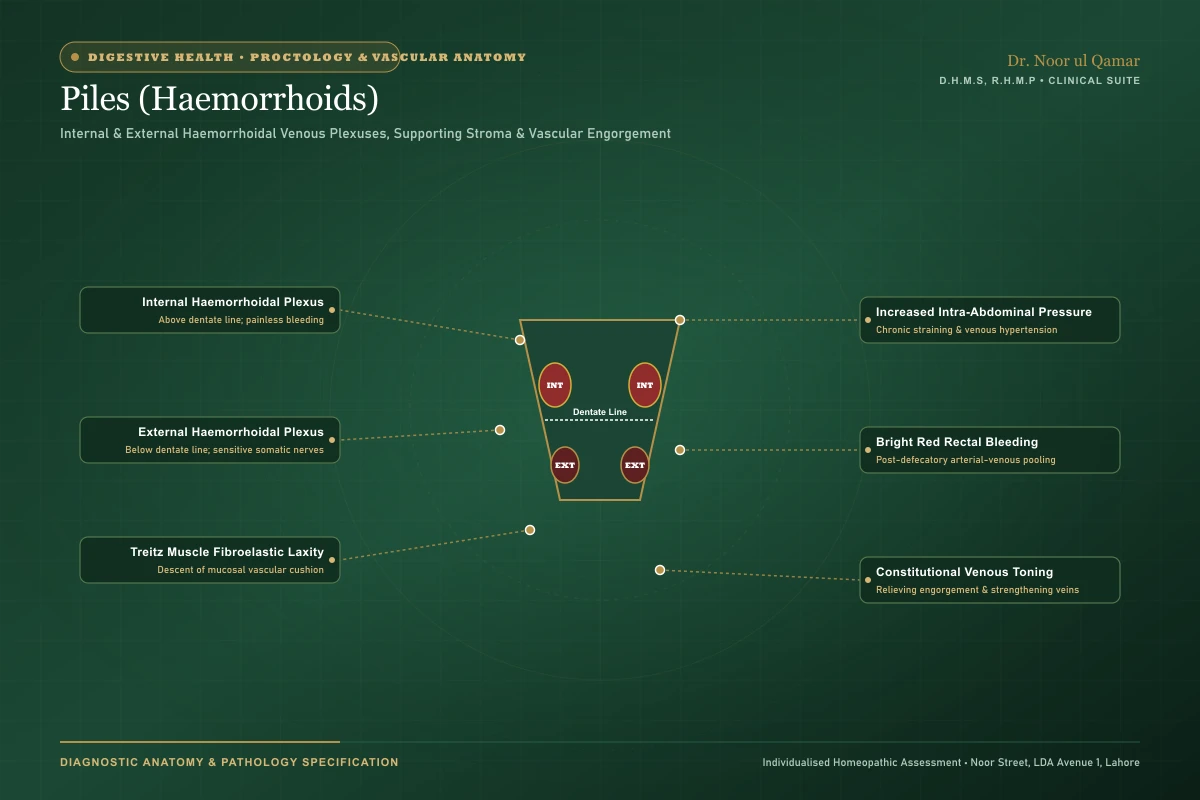 DIGESTIVE HEALTH • PROCTOLOGY & VASCULAR ANATOMY
Piles (Haemorrhoids)
Internal & External Haemorrhoidal Venous Plexuses, Supporting Stroma & Vascular Engorgement
Dr. Noor ul Qamar
D.H.M.S, R.H.M.P • CLINICAL SUITE
Internal Haemorrhoidal Plexus
Above dentate line; painless bleeding
External Haemorrhoidal Plexus
Below dentate line; sensitive somatic nerves
Treitz Muscle Fibroelastic Laxity
Descent of mucosal vascular cushion
INT INT
Dentate Line
EXT EXT
Increased Intra-Abdominal Pressure
Chronic straining & venous hypertension
Bright Red Rectal Bleeding
Post-defecatory arterial-venous pooling
Constitutional Venous Toning
Relieving engorgement & strengthening veins
DIAGNOSTIC ANATOMY & PATHOLOGY SPECIFICATION
Individualised Homeopathic Assessment • Noor Street, LDA Avenue 1, Lahore